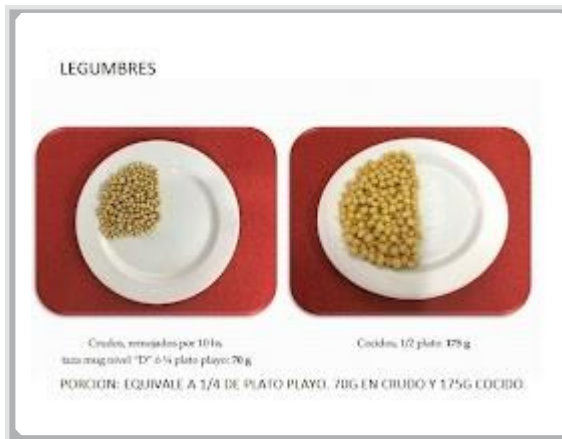 LEGUMBRES
Crudos, remojados por 10 hs.
taza mug nivel "D" ó ¼ plato playo: 70 g
Cocidos, 1/2 plato: 175 g
PORCION: EQUIVALE A 1/4 DE PLATO PLAYO. 70G EN CRUDO Y 175G COCIDO.